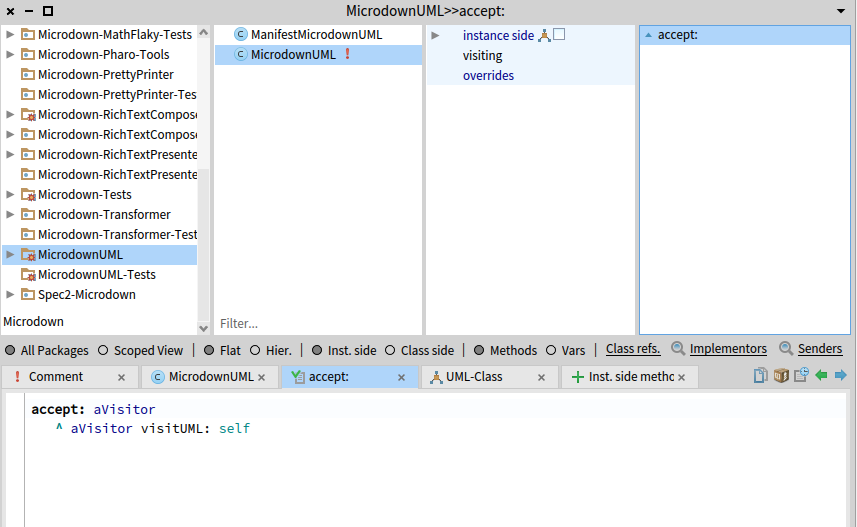 MicrodownUML>>accept:
Microdown-MathFlaky-Tests
Microdown-Pharo-Tools
Microdown-PrettyPrinter
Microdown-PrettyPrinter-Tes
Microdown-RichTextCompose
Microdown-RichTextCompose
Microdown-RichTextPresente
Microdown-RichTextPresente
Microdown-Tests
Microdown-Transformer
Microdown-Transformer-Test
MicrodownUML
MicrodownUML-Tests
Spec2-Microdown
Microdown
ManifestMicrodownUML
MicrodownUML !
Filter...
instance side
visiting
overrides
accept:
All Packages Scoped View | Flat Hier. | Inst. side Class side | Methods Vars | Class refs. Implementors Senders
! Comment × MicrodownUML × accept: × UML-Class × Inst. side methc ×
accept: aVisitor
^ aVisitor visitUML: self